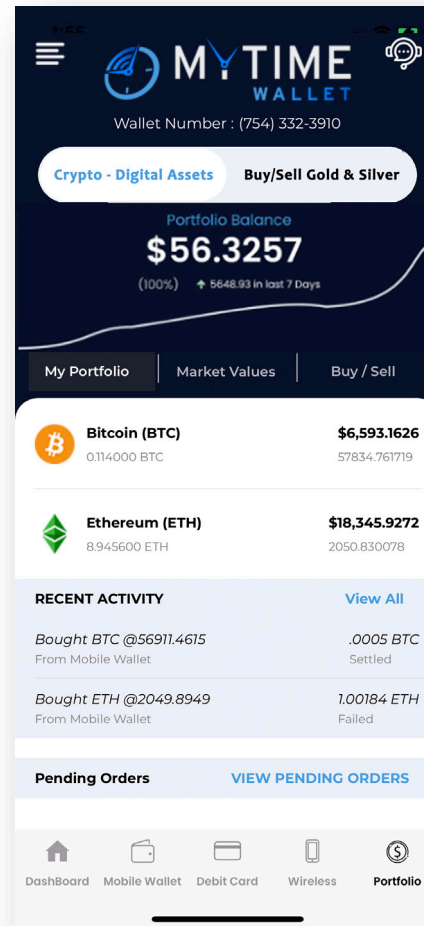 MYTIME
WALLET
Wallet Number : (754) 332-3910
Crypto - Digital Assets Buy/Sell Gold & Silver
Portfolio Balance
$56.3257
(100%) 5648.93 in last 7 Days
My Portfolio Market Values Buy / Sell
Bitcoin (BTC) $6,593.1626
0.114000 BTC 57834.761719
Ethereum (ETH) $18,345.9272
8.945600 ETH 2050.830078
RECENT ACTIVITY View All
Bought BTC @56911.4615 .0005 BTC
From Mobile Wallet Settled
Bought ETH @2049.8949 1.00184 ETH
From Mobile Wallet Failed
Pending Orders VIEW PENDING ORDERS
DashBoard Mobile Wallet Debit Card Wireless Portfolio